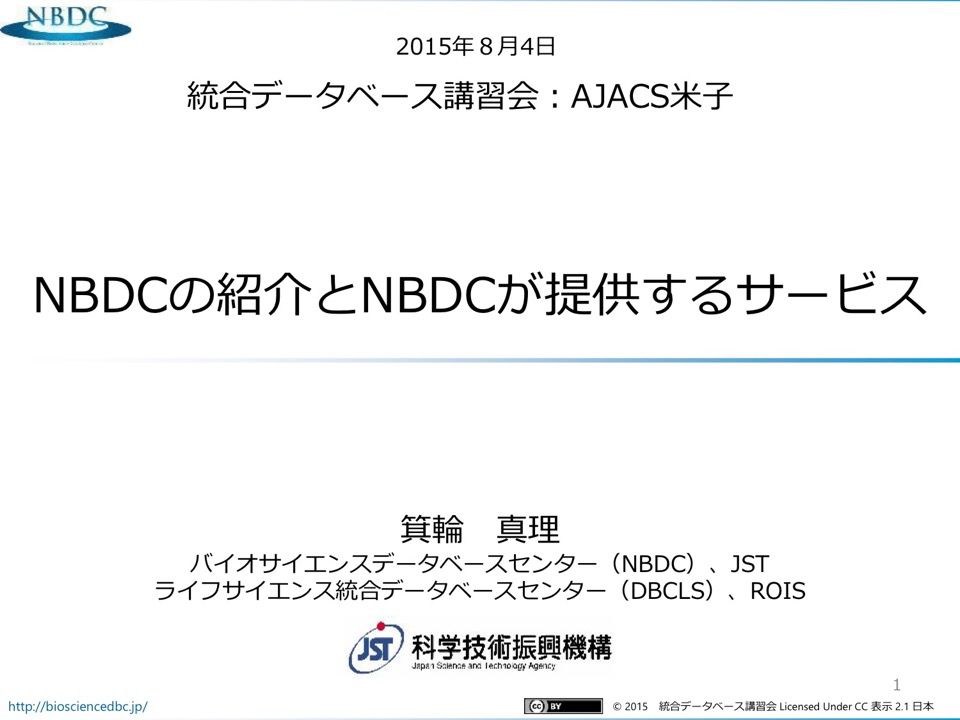 NBDC
2015年８月4日
統合データベース講習会：AJACS米子
NBDCの紹介とNBDCが提供するサービス
箕輪　真理
バイオサイエンスデータベースセンター（NBDC）、JST
ライフサイエンス統合データベースセンター（DBCLS）、ROIS
JST 科学技術振興機構
Japan Science and Technology Agency
1
http://biosciencedbc.jp/
cc BY © 2015　統合データベース講習会 Licensed Under CC 表示 2.1 日本